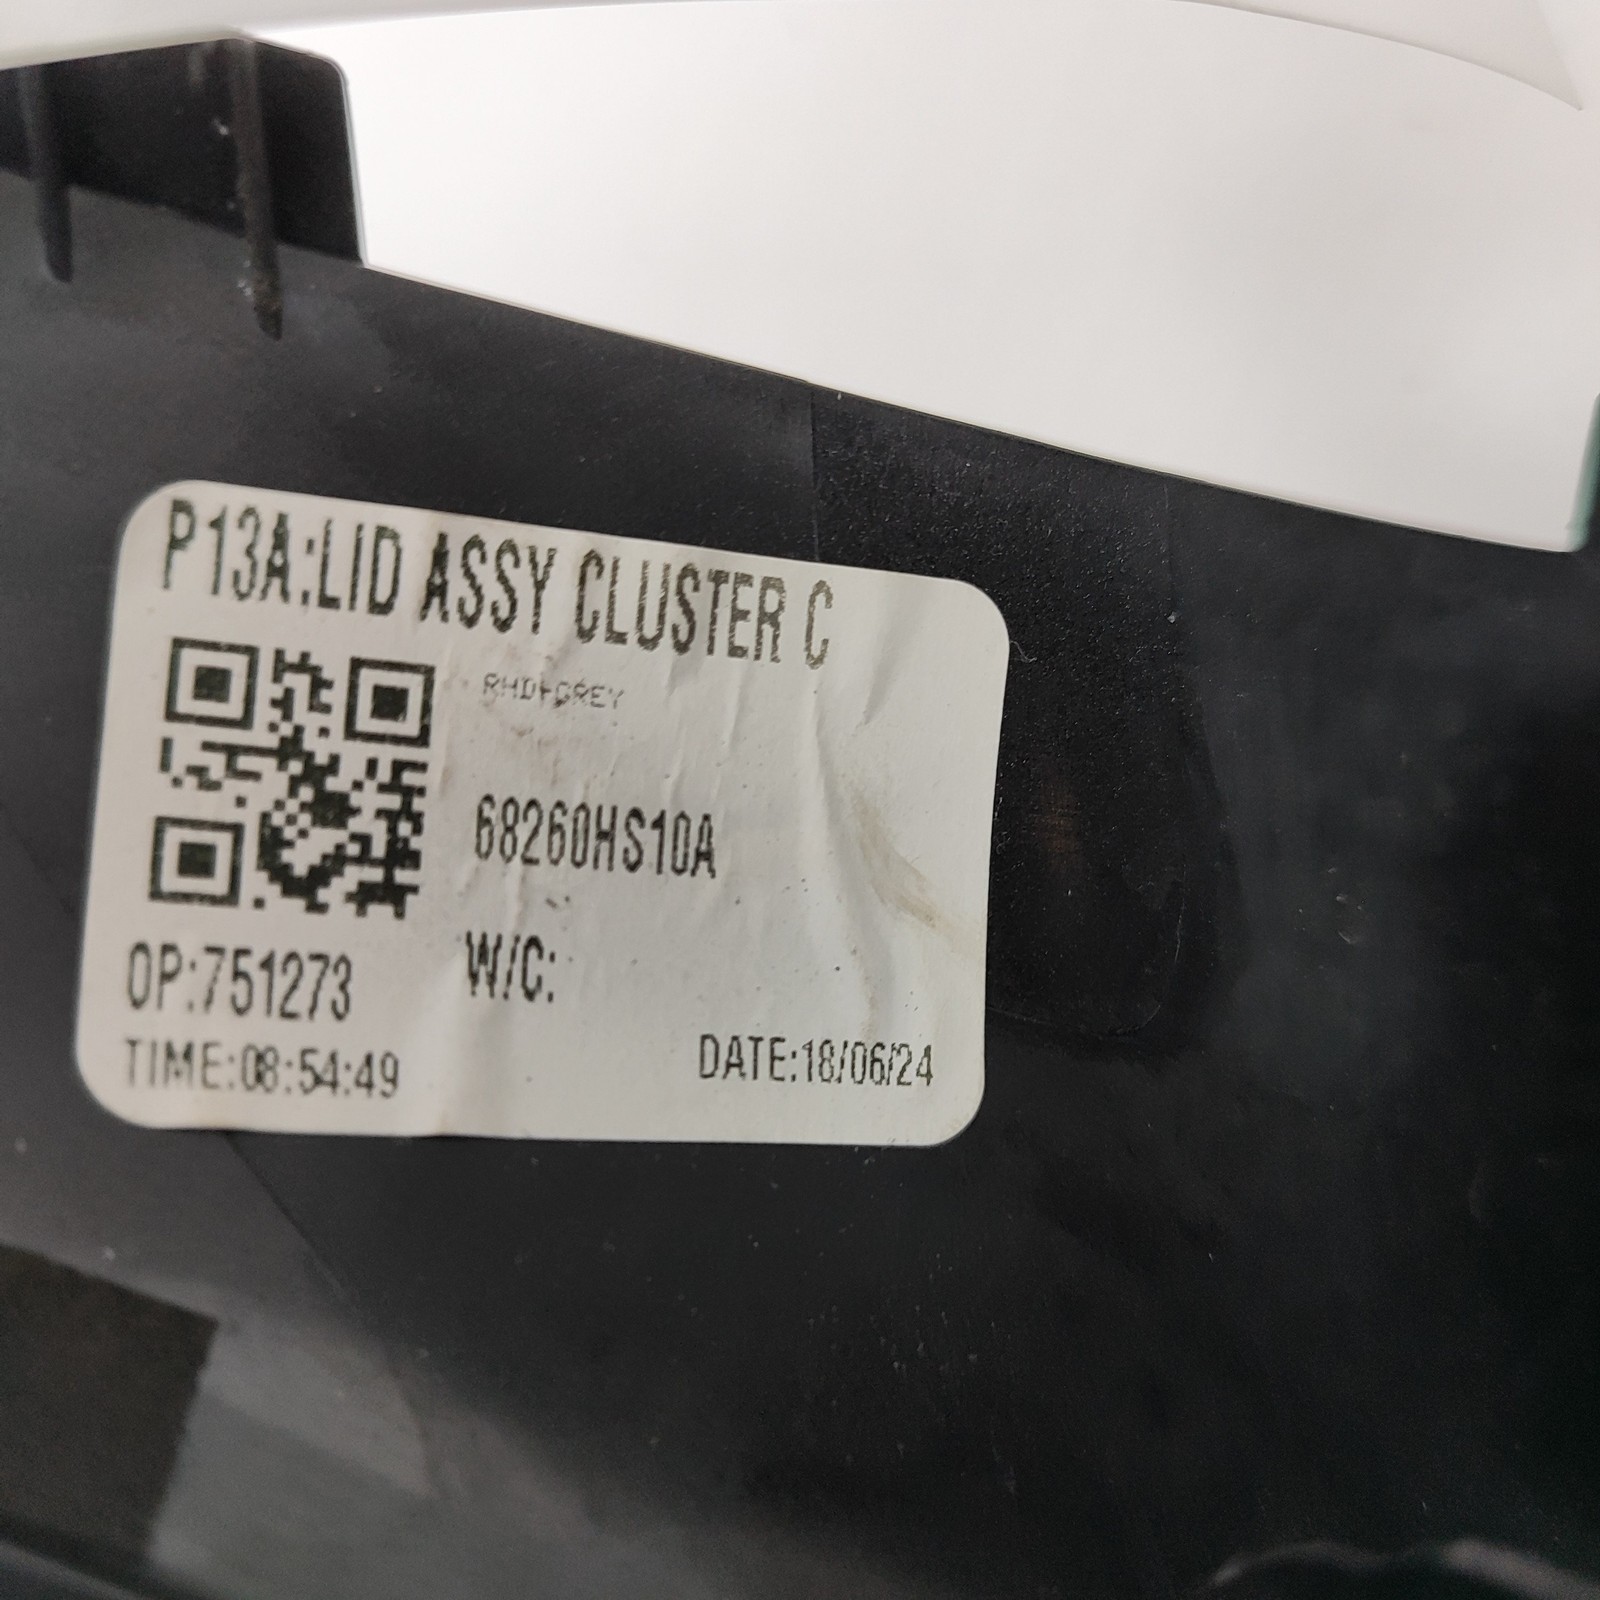 P13A:LID ASSY CLUSTER C
RHD-GREY
68260HS10A
OP:751273
W/C:
TIME:08:54:49
DATE:18/06/24